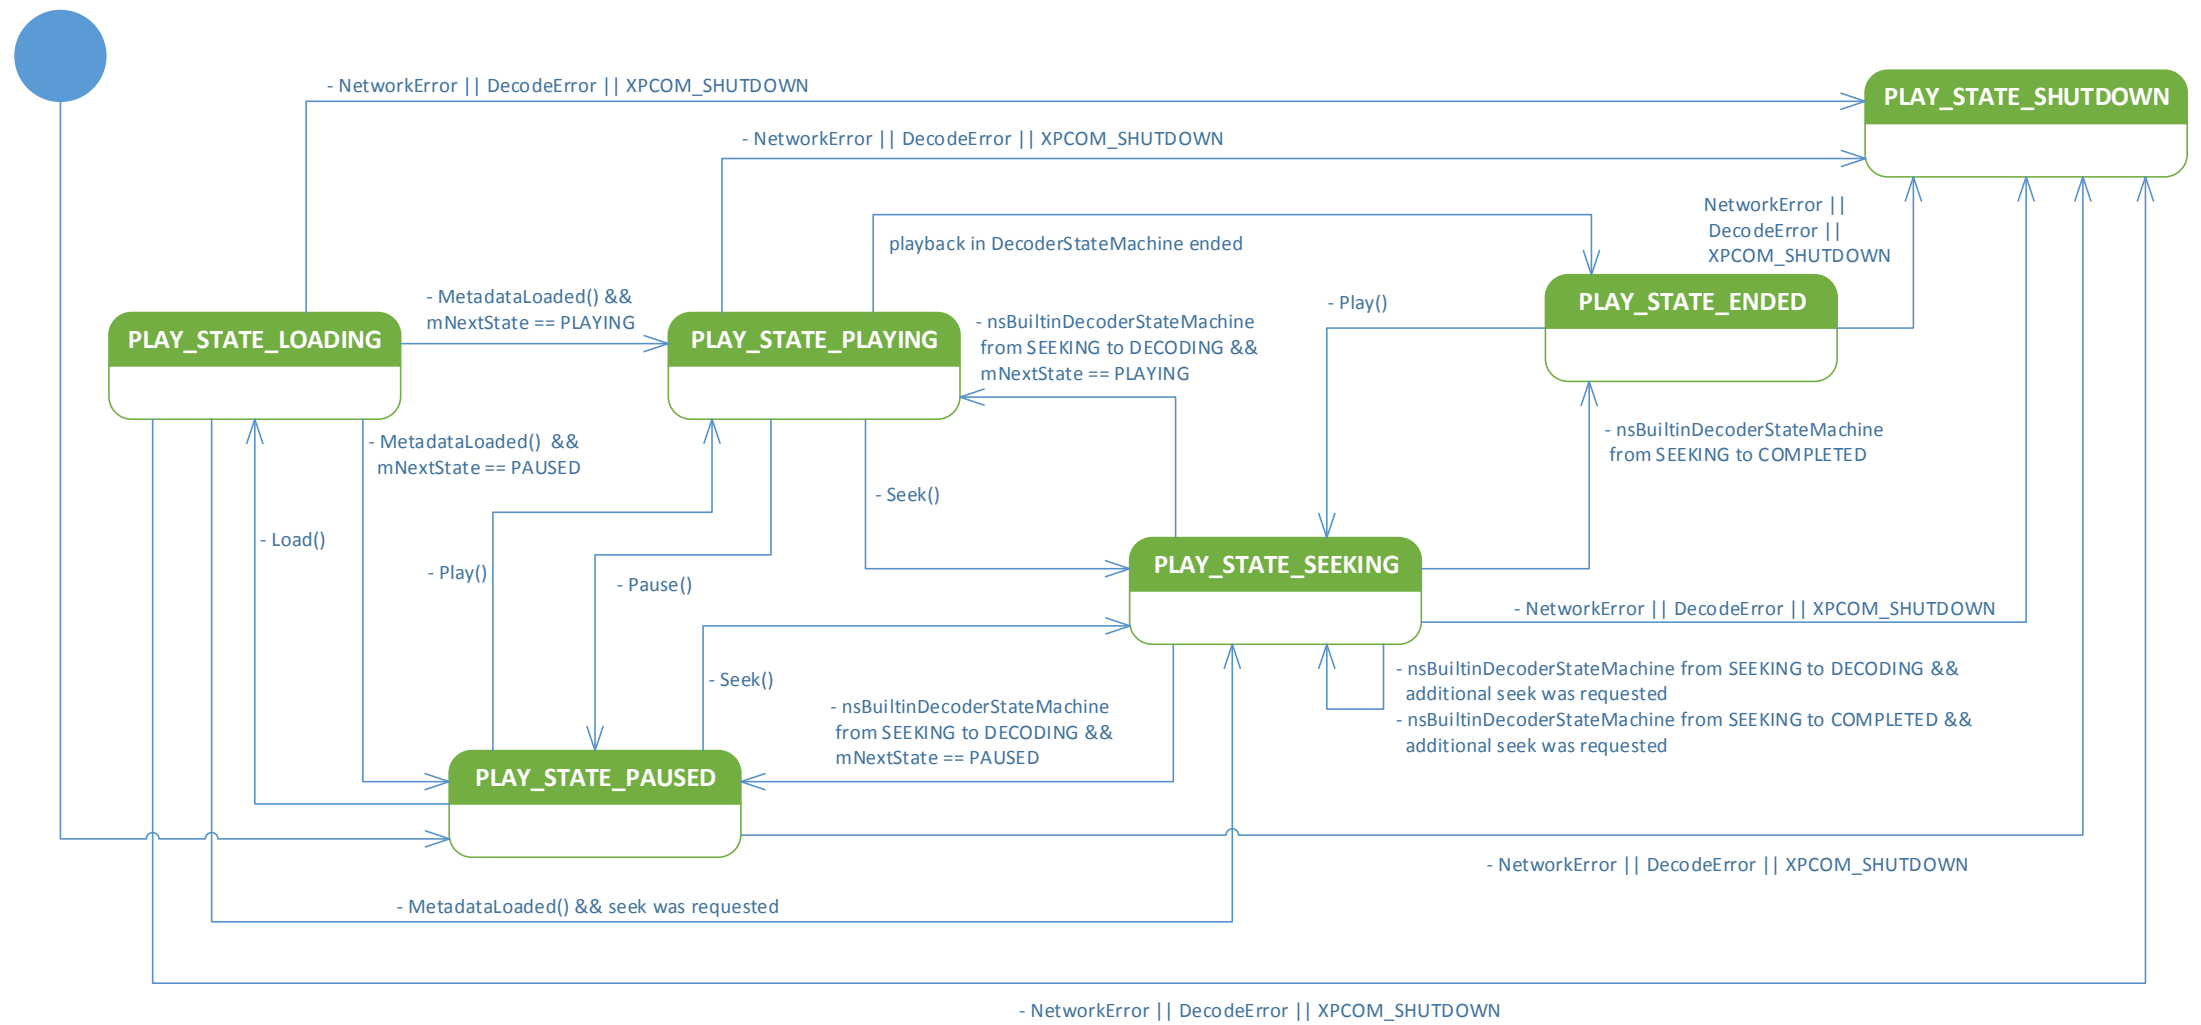 - NetworkError || DecodeError || XPCOM_SHUTDOWN
PLAY_STATE_SHUTDOWN
- NetworkError || DecodeError || XPCOM_SHUTDOWN
NetworkError ||
DecodeError ||
XPCOM_SHUTDOWN
playback in DecoderStateMachine ended
- MetadataLoaded() &&
mNextState == PLAYING
- Play()
PLAY_STATE_ENDED
PLAY_STATE_LOADING
PLAY_STATE_PLAYING
- nsBuiltinDecoderStateMachine
from SEEKING to DECODING &&
mNextState == PLAYING
- MetadataLoaded() &&
mNextState == PAUSED
- nsBuiltinDecoderStateMachine
from SEEKING to COMPLETED
- Seek()
- Load()
- Play()
- Pause()
PLAY_STATE_SEEKING
- NetworkError || DecodeError || XPCOM_SHUTDOWN
- Seek()
- nsBuiltinDecoderStateMachine from SEEKING to DECODING &&
additional seek was requested
- nsBuiltinDecoderStateMachine from SEEKING to COMPLETED &&
additional seek was requested
- nsBuiltinDecoderStateMachine
from SEEKING to DECODING &&
mNextState == PAUSED
PLAY_STATE_PAUSED
- NetworkError || DecodeError || XPCOM_SHUTDOWN
- MetadataLoaded() && seek was requested
- NetworkError || DecodeError || XPCOM_SHUTDOWN